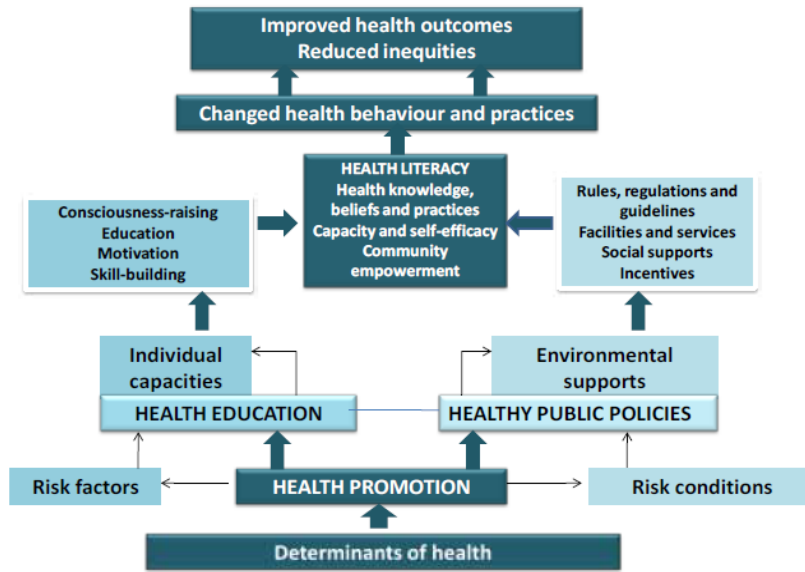 Improved health outcomes
Reduced inequities
Changed health behaviour and practices
HEALTH LITERACY
Health knowledge,
beliefs and practices
Capacity and self-efficacy
Community
empowerment
Consciousness-raising
Education
Motivation
Skill-building
Rules, regulations and
guidelines
Facilities and services
Social supports
Incentives
Individual
capacities
Environmental
supports
HEALTH EDUCATION
HEALTHY PUBLIC POLICIES
Risk factors
HEALTH PROMOTION
Risk conditions
Determinants of health